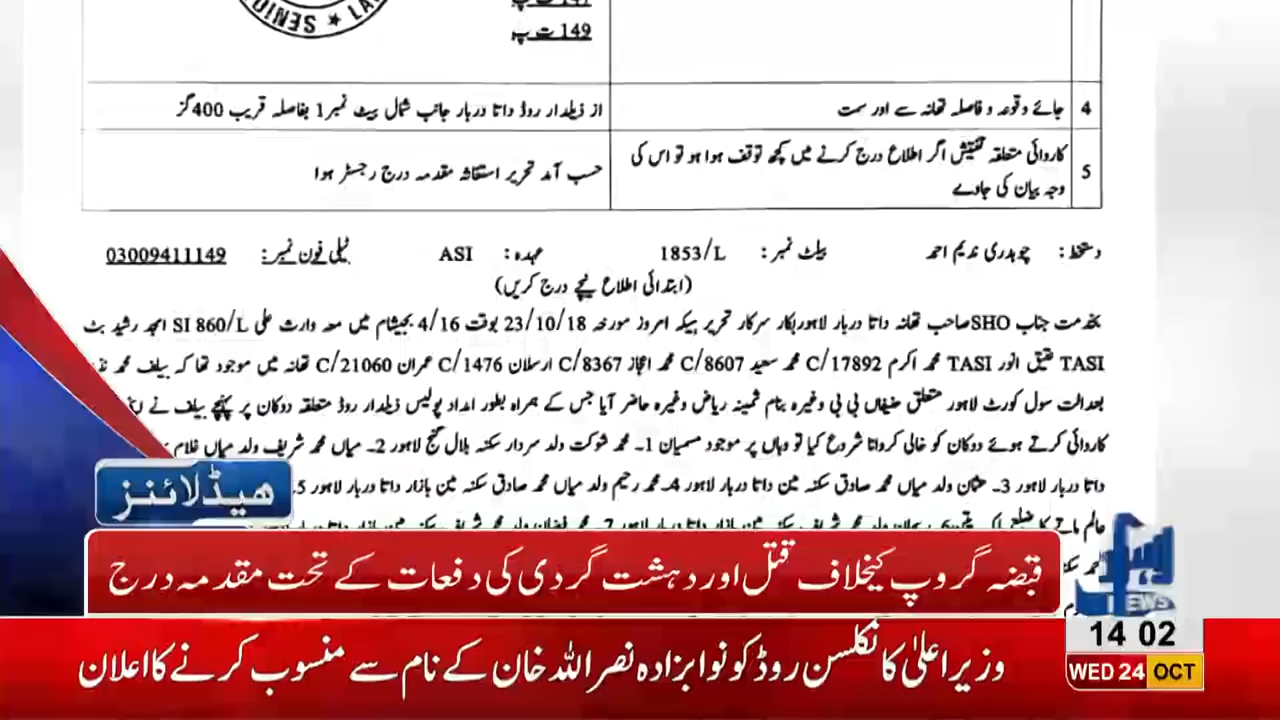 SENIOR
149 ت پ
4 جائے وقوعہ و فاصلہ تھانہ سے اور سمت از ذیلدار روڈ داتا دربار جانب شمال بیٹ نمبر 1 بفاصلہ قریب 400 گز
5 کاروائی متعلقہ تفتیش اگر اطلاع درج کرنے میں کچھ توقف ہوا ہو تو اس کی وجہ بیان کی جاوے حسب آمد تحریر استغاثہ مقدمہ درج رجسٹر ہوا
دستخط: چوہدری ندیم احمد بیلٹ نمبر: 1853/L عہدہ: ASI ٹیلی فون نمبر: 03009411149
(ابتدائی اطلاع نیچے درج کریں)
بخدمت جناب SHO صاحب تھانہ داتا دربار لاہور بکار سرکار تحریر ہیکہ امروز مورخہ 23/10/18 بوقت 4/16 بجیشام میں معہ وارث علی SI 860/L امجد رشید بٹ
TASI عتیق انور TASI محمد اکرم C/17892 محمد سعید C/8607 محمد اعجاز C/8367 ارسلان C/1476 عمران C/21060 تھانہ میں موجود تھا کہ بیلف محمد
بعدالت سول کورٹ لاہور متعلق حنیفاں بی بی وغیرہ بنام ثمینہ ریاض وغیرہ حاضر آیا جس کے ہمراہ بطور امداد پولیس ذیلدار روڈ متعلقہ دوکان پر پہنچے بیلف نے
کاروائی کرتے ہوئے دوکان کو خالی کروانا شروع کیا تو وہاں پر موجود مسمیان 1۔ محمد شوکت ولد سردار سکنہ بلال گنج لاہور 2۔ میاں محمد شریف ولد میاں غلام
داتا دربار لاہور 3۔ عثمان ولد میاں محمد صادق سکنہ مین داتا دربار لاہور 4۔ محمد رحیم ولد میاں محمد صادق سکنہ مین بازار داتا دربار لاہور 5۔
ہیڈلائنز
قبضہ گروپ کیخلاف قتل اور دہشت گردی کی دفعات کے تحت مقدمہ درج
NEWS
14 02
وزیراعلیٰ کا نکلسن روڈ کو نوابزادہ نصر اللہ خان کے نام سے منسوب کرنے کا اعلان
WED 24 OCT